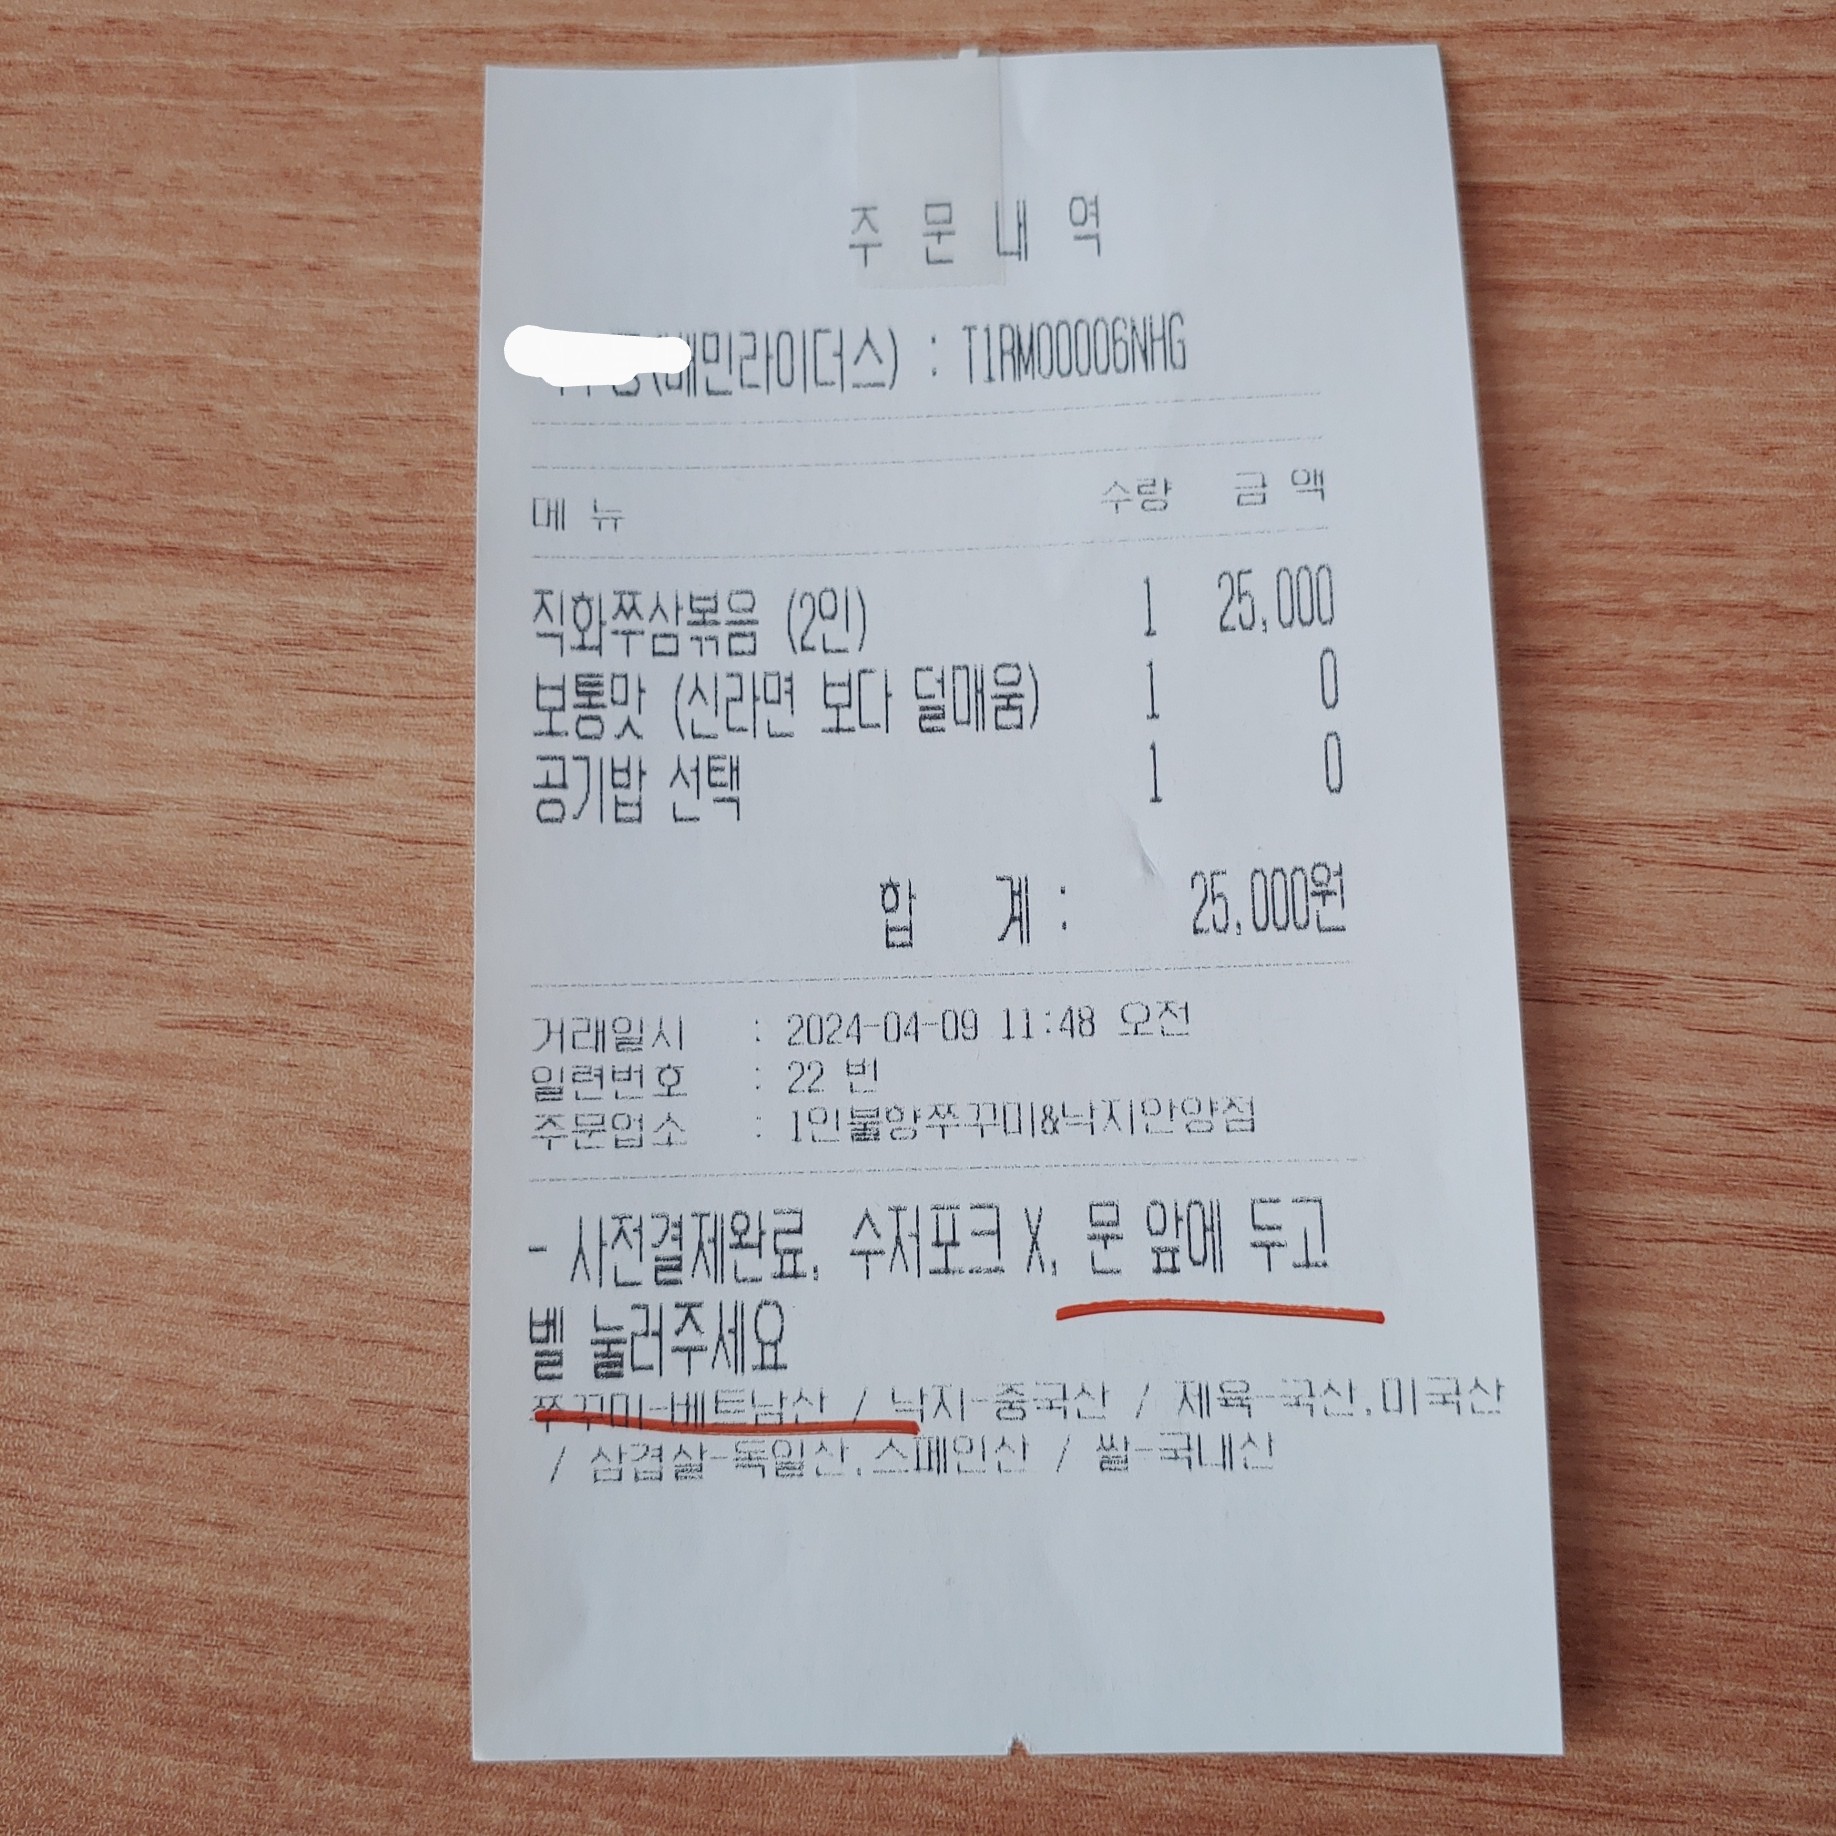 주 문 내 역
(배민라이더스) : T1RM00006NHG
메 뉴 수량 금 액
직화쭈삼볶음 (2인) 1 25,000
보통맛 (신라면 보다 덜매움) 1 0
공기밥 선택 1 0
합 계 : 25,000원
거래일시 : 2024-04-09 11:48 오전
일련번호 : 22 번
주문업소 : 1인불양쭈꾸미&낙지안양점
- 사전결제완료, 수저포크 X, 문 앞에 두고
벨 눌러주세요
쭈꾸미-베트남산 / 낙지-중국산 / 제육-국산,미국산
/ 삼겹살-독일산,스페인산 / 쌀-국내산